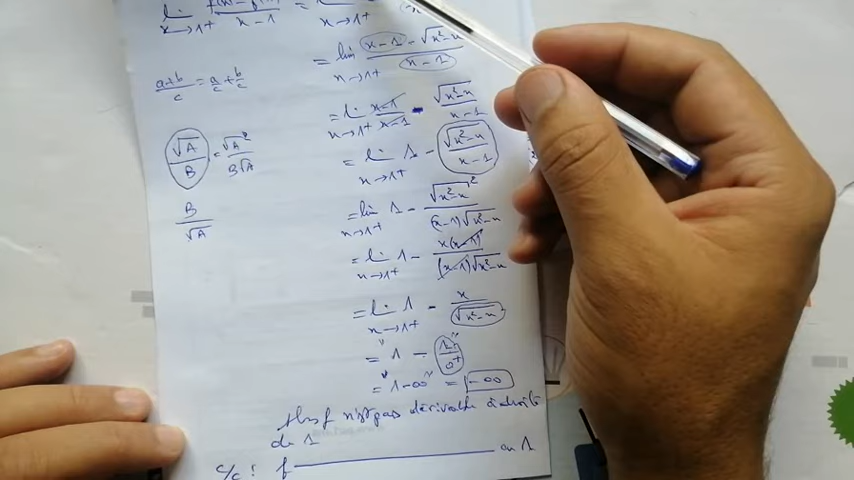 lim f(x)-f(1) / x-1 =
x→1+
= lim x-1-√x²-x / x-1
x→1+
a+b/c = a/c + b/c
= lim x-1/x-1 - √x²-x / x-1
x→1+
√A/B = √A²/B√A
= lim 1 - √x²-x / x-1
x→1+
B/√A
= lim 1 - √x²-x² / (x-1)√x²-x
x→1+
= lim 1 - x(x-1) / (x-1)√x²-x
x→1+
= lim 1 - x / √x²-x
x→1+
= "1 - 1/0+"
= "1-∞" = -∞
f n'est pas dérivable à droite
de 1
c/c : f ——— en 1